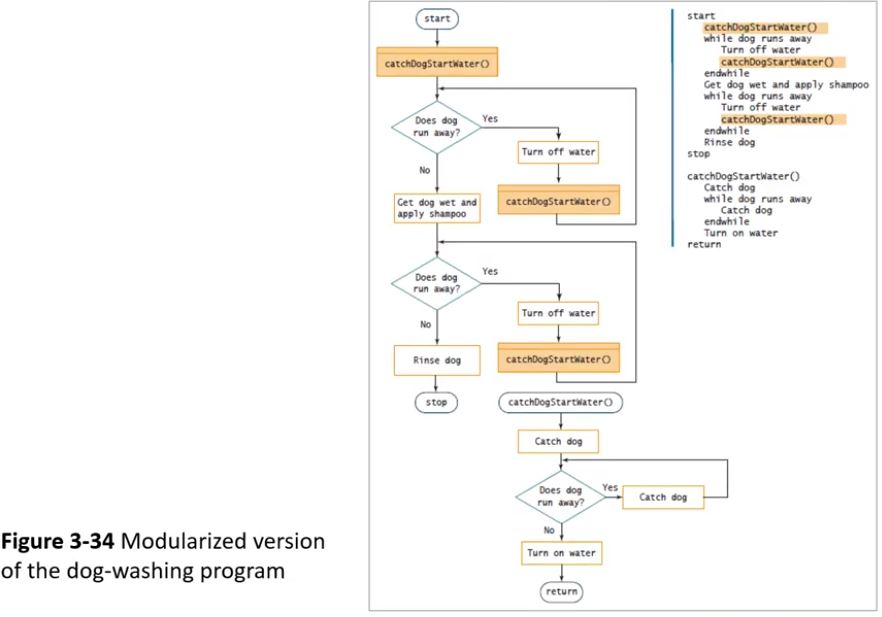 start
catchDogStartWater()
Does dog
run away?
Yes
Turn off water
catchDogStartWater()
No
Get dog wet and
apply shampoo
Does dog
run away?
Yes
Turn off water
catchDogStartWater()
No
Rinse dog
stop
catchDogStartWater()
Catch dog
Does dog
run away?
Yes
Catch dog
No
Turn on water
return
start
catchDogStartWater()
while dog runs away
Turn off water
catchDogStartWater()
endwhile
Get dog wet and apply shampoo
while dog runs away
Turn off water
catchDogStartWater()
endwhile
Rinse dog
stop
catchDogStartWater()
Catch dog
while dog runs away
Catch dog
endwhile
Turn on water
return
Figure 3-34 Modularized version
of the dog-washing program